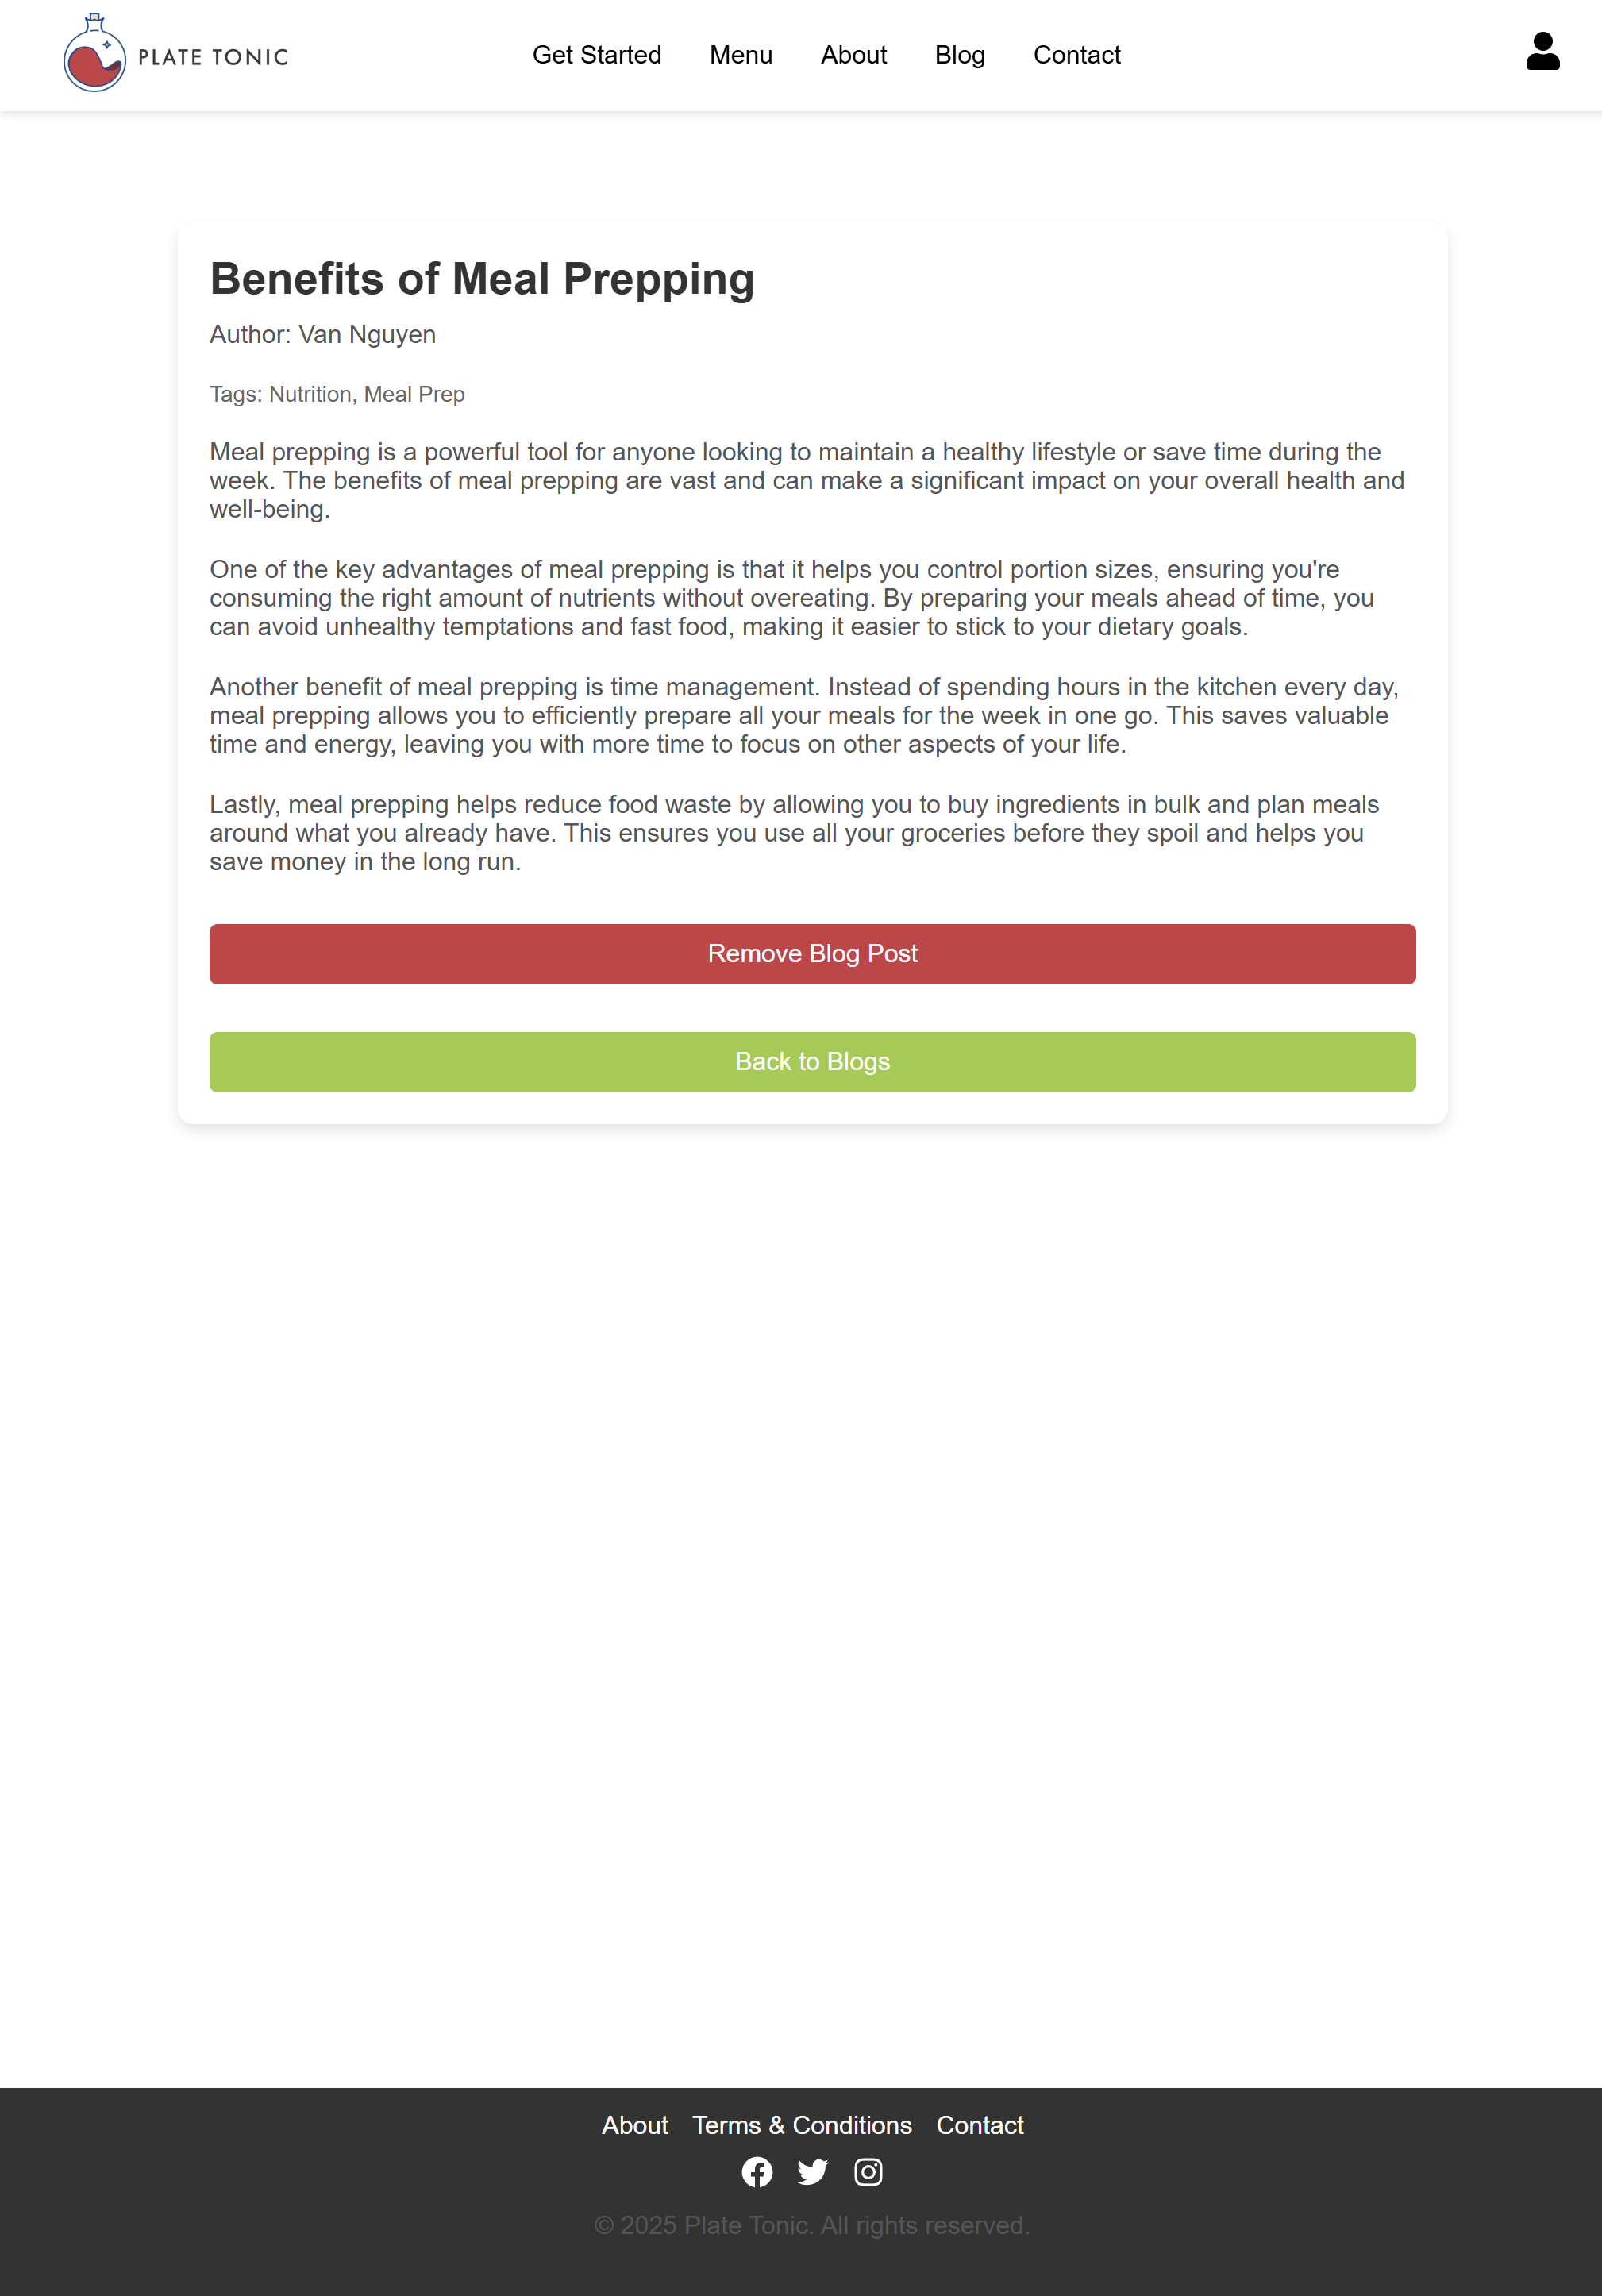 PLATE TONIC
Get Started Menu About Blog Contact
Benefits of Meal Prepping
Author: Van Nguyen
Tags: Nutrition, Meal Prep
Meal prepping is a powerful tool for anyone looking to maintain a healthy lifestyle or save time during the
week. The benefits of meal prepping are vast and can make a significant impact on your overall health and
well-being.
One of the key advantages of meal prepping is that it helps you control portion sizes, ensuring you're
consuming the right amount of nutrients without overeating. By preparing your meals ahead of time, you
can avoid unhealthy temptations and fast food, making it easier to stick to your dietary goals.
Another benefit of meal prepping is time management. Instead of spending hours in the kitchen every day,
meal prepping allows you to efficiently prepare all your meals for the week in one go. This saves valuable
time and energy, leaving you with more time to focus on other aspects of your life.
Lastly, meal prepping helps reduce food waste by allowing you to buy ingredients in bulk and plan meals
around what you already have. This ensures you use all your groceries before they spoil and helps you
save money in the long run.
Remove Blog Post
Back to Blogs
About Terms & Conditions Contact
© 2025 Plate Tonic. All rights reserved.